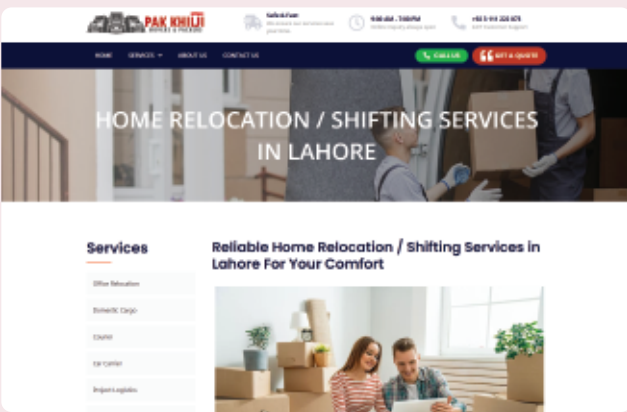 PAK KHILJI
MOVERS & PACKERS
Safe & Fast
9:00 AM - 7:00 PM
HOME SERVICES ABOUT US CONTACT US
CALL US
GET A QUOTE
HOME RELOCATION / SHIFTING SERVICES
IN LAHORE
Services
Office Relocation
Domestic Cargo
Courier
Car Carrier
Project Logistics
Reliable Home Relocation / Shifting Services in
Lahore For Your Comfort